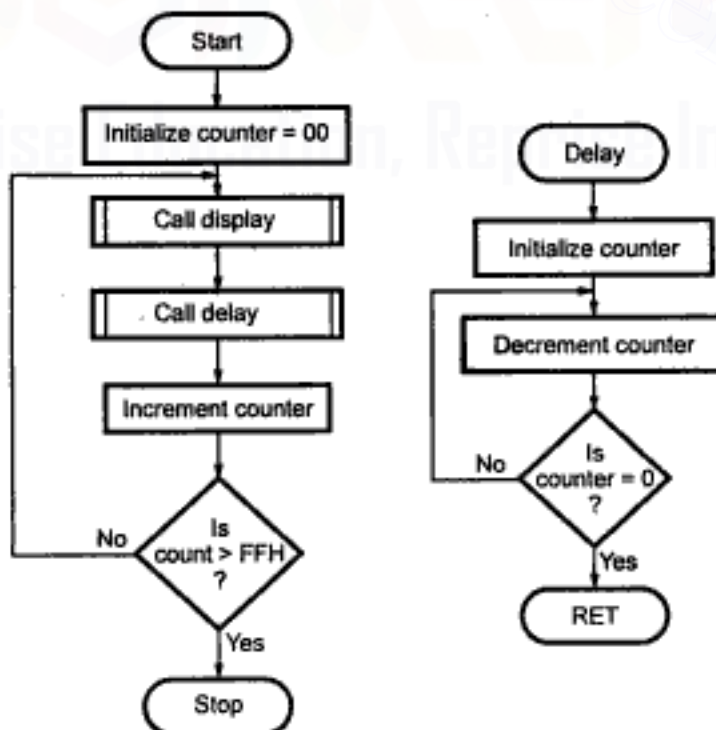 Start
Initialize counter = 00
Call display
Call delay
Increment counter
No
Is
count > FFH
?
Yes
Stop
Delay
Initialize counter
Decrement counter
No
Is
counter = 0
?
Yes
RET